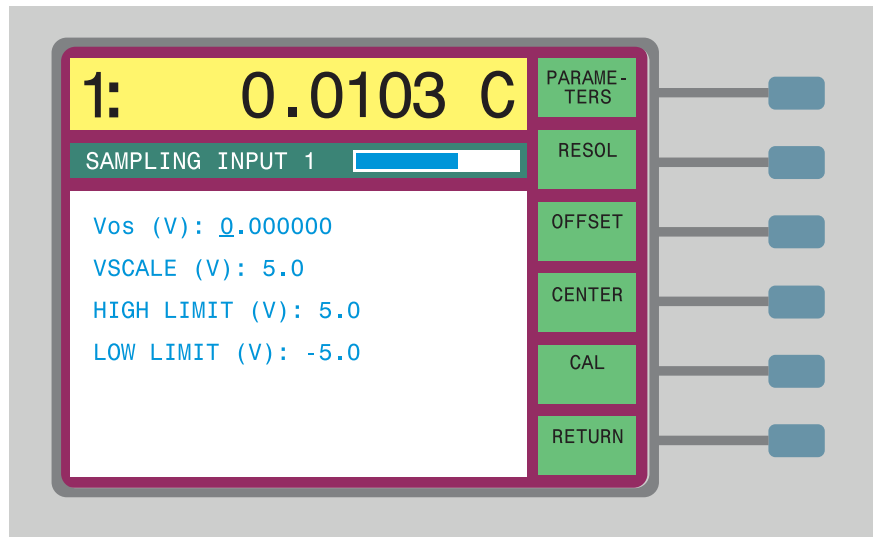 1: 0.0103 C
SAMPLING INPUT 1
Vos (V): 0.000000
VSCALE (V): 5.0
HIGH LIMIT (V): 5.0
LOW LIMIT (V): -5.0
PARAME-
TERS
RESOL
OFFSET
CENTER
CAL
RETURN